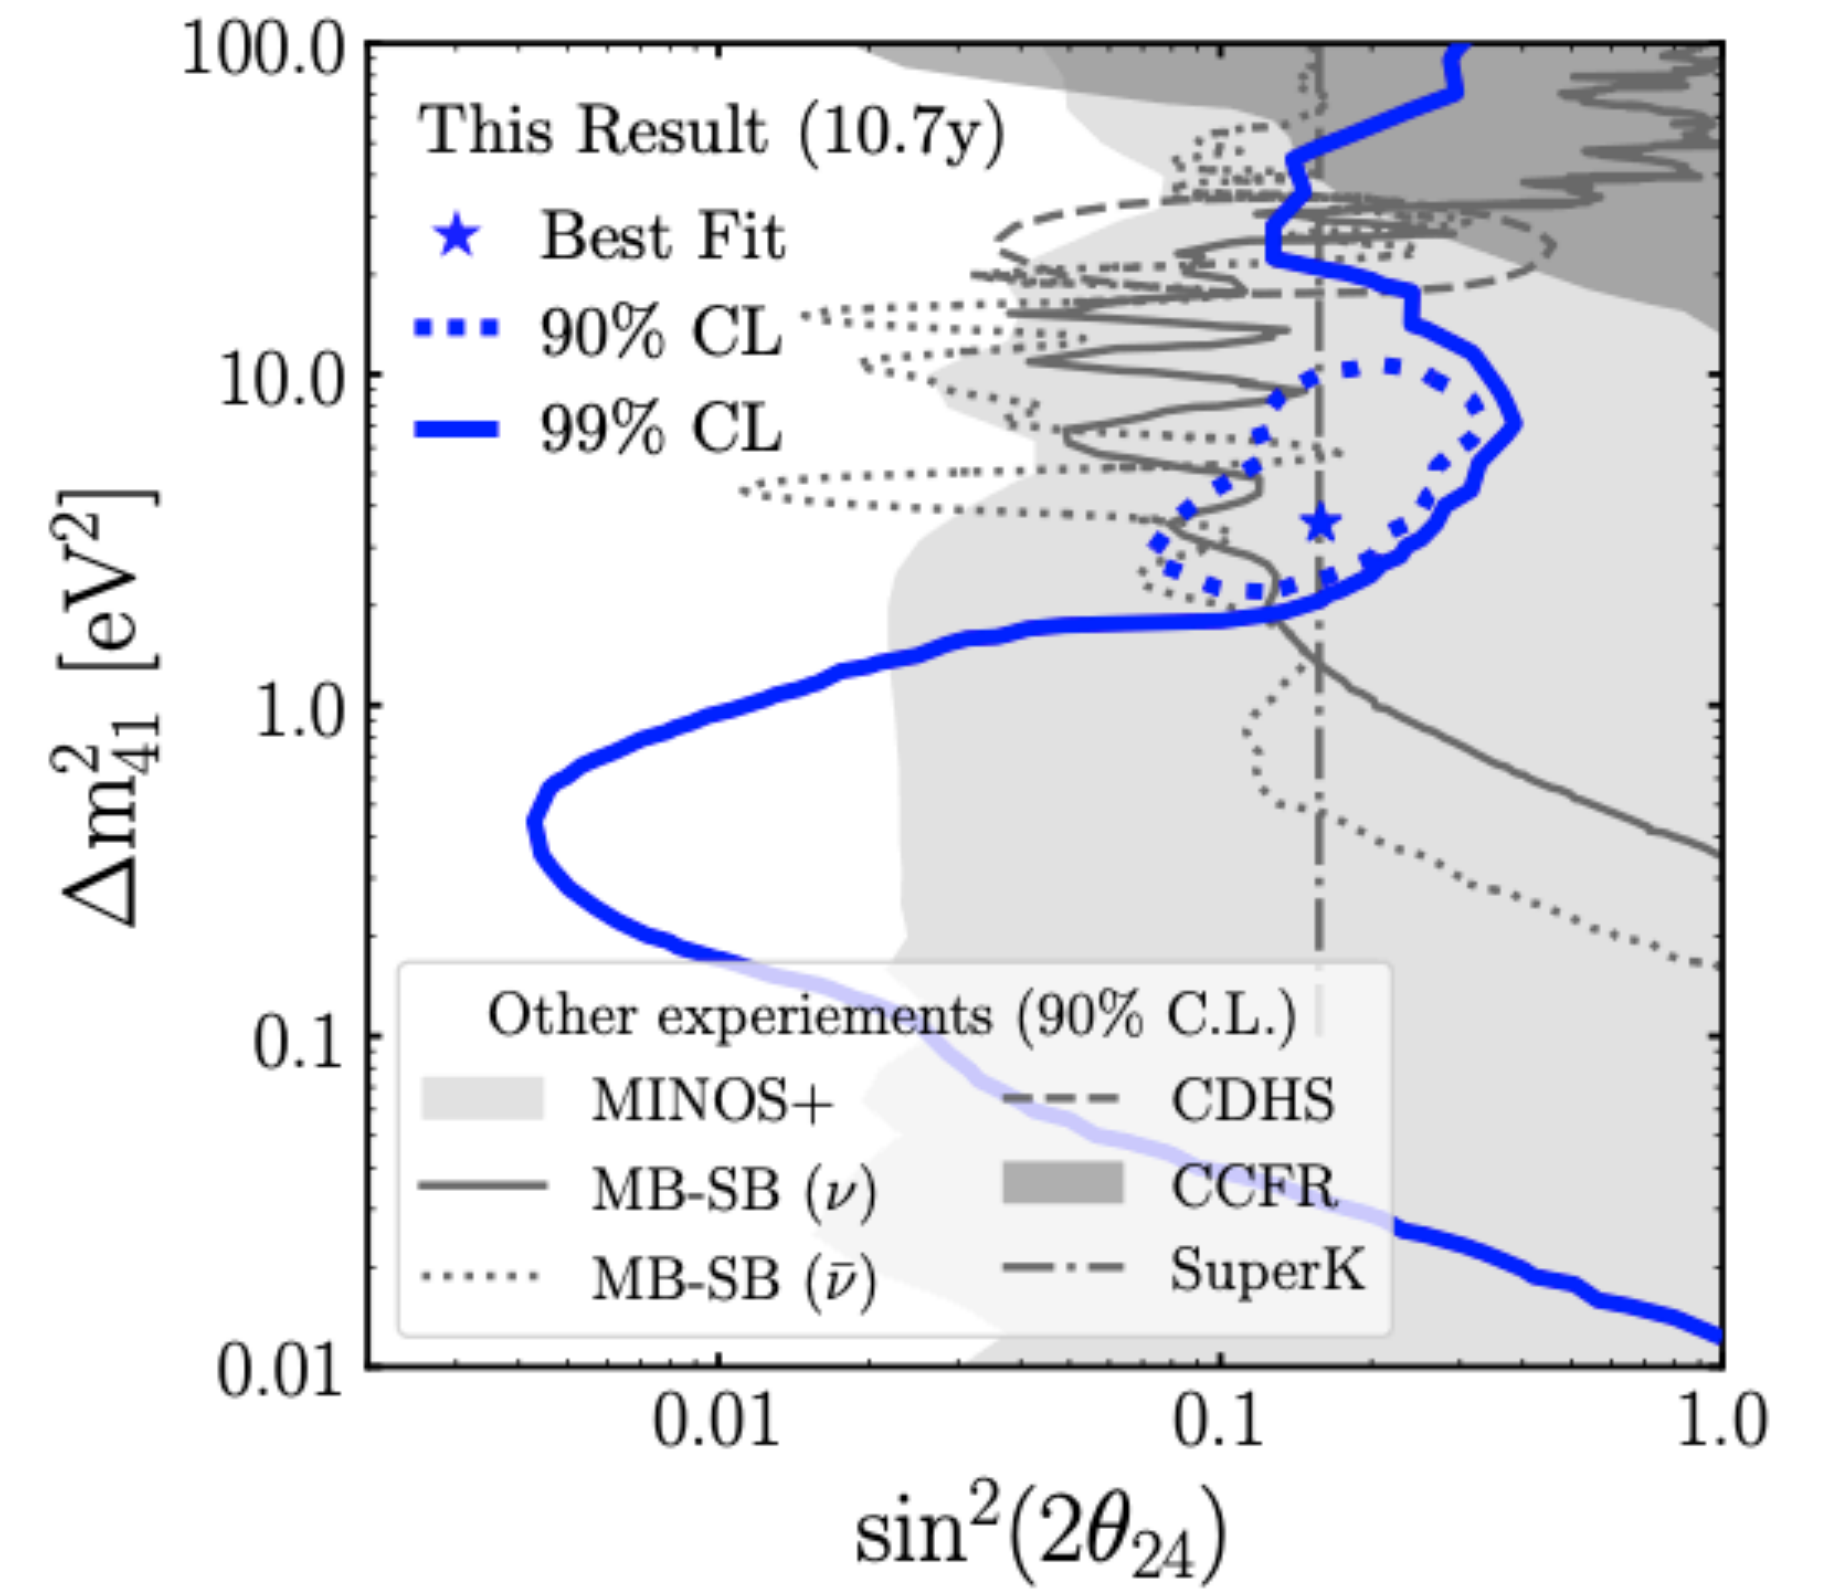 100.0
10.0
1.0
0.1
0.01
Δm²₄₁ [eV²]
This Result (10.7y)
Best Fit
90% CL
99% CL
Other experiements (90% C.L.)
MINOS+
MB-SB (ν)
MB-SB (ν̄)
CDHS
CCFR
SuperK
0.01
0.1
1.0
sin²(2θ₂₄)